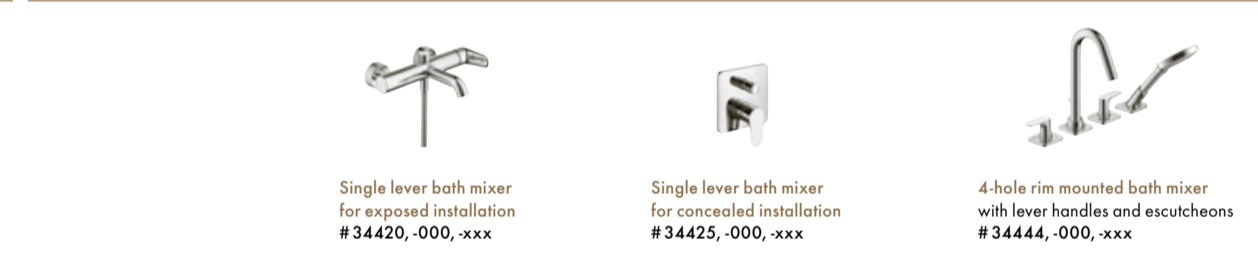 Single lever bath mixer
for exposed installation
# 34420, -000, -xxx
Single lever bath mixer
for concealed installation
# 34425, -000, -xxx
4-hole rim mounted bath mixer
with lever handles and escutcheons
# 34444, -000, -xxx